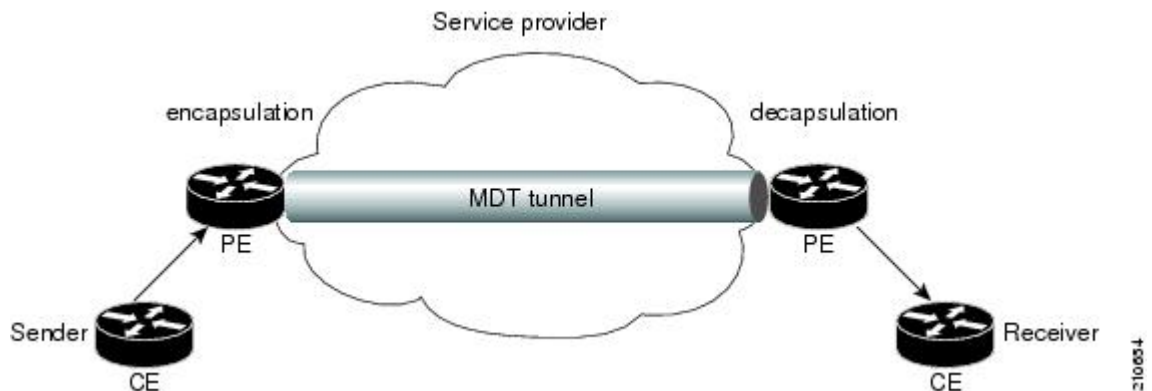 Service provider
encapsulation
decapsulation
MDT tunnel
PE
PE
Sender
Receiver
CE
CE
210654